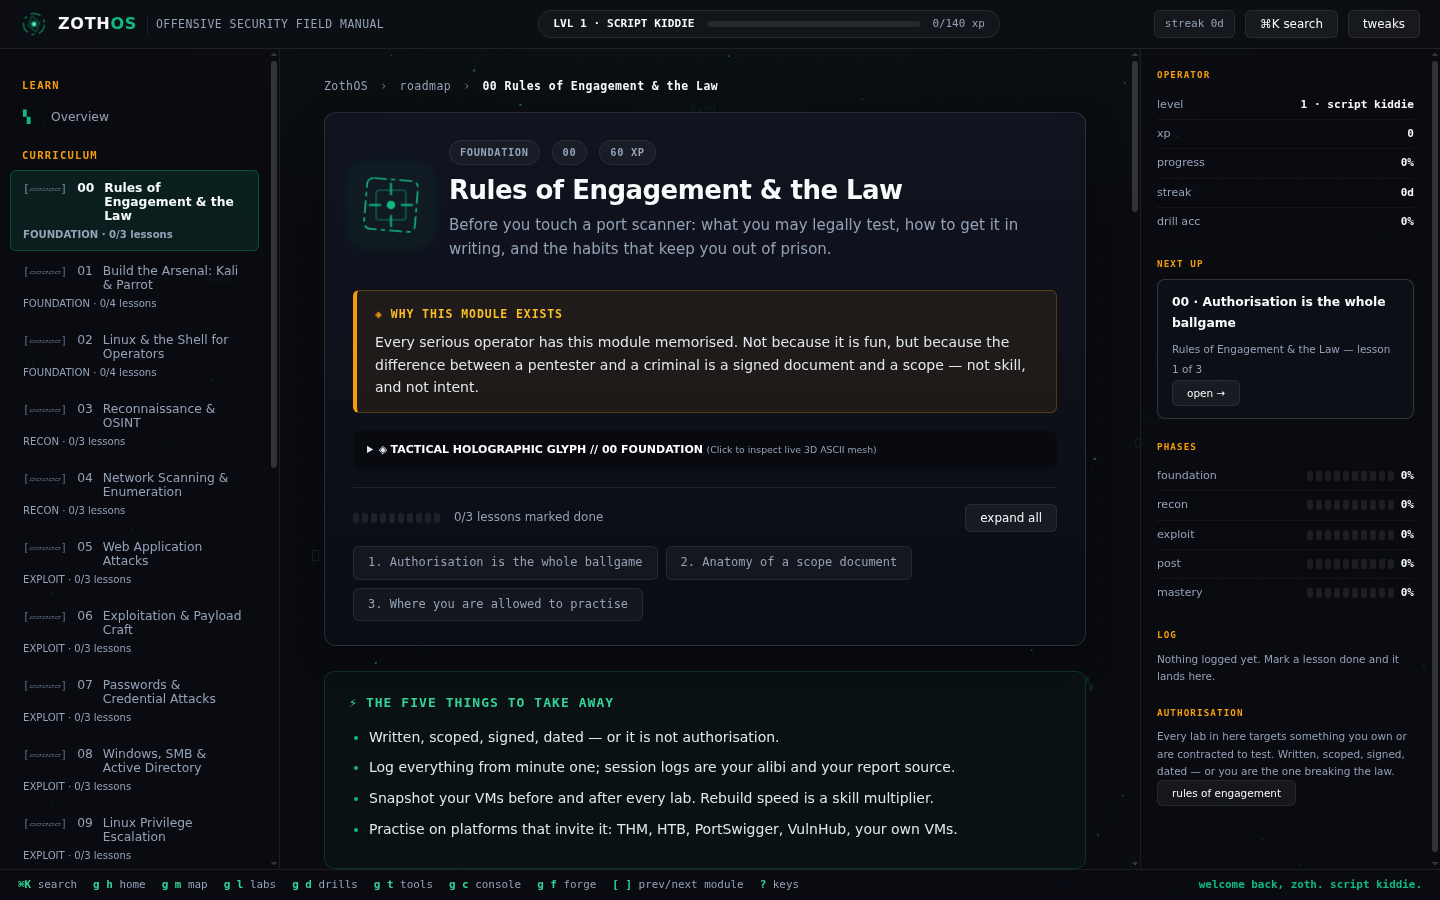 ZOTHOS OFFENSIVE SECURITY FIELD MANUAL
LVL 1 · SCRIPT KIDDIE 0/140 xp
streak 0d ⌘K search tweaks
LEARN
Overview
CURRICULUM
[▱▱▱▱▱] 00 Rules of
Engagement & the
Law
FOUNDATION · 0/3 lessons
[▱▱▱▱▱] 01 Build the Arsenal: Kali
& Parrot
FOUNDATION · 0/4 lessons
[▱▱▱▱▱] 02 Linux & the Shell for
Operators
FOUNDATION · 0/4 lessons
[▱▱▱▱▱] 03 Reconnaissance &
OSINT
RECON · 0/3 lessons
[▱▱▱▱▱] 04 Network Scanning &
Enumeration
RECON · 0/3 lessons
[▱▱▱▱▱] 05 Web Application
Attacks
EXPLOIT · 0/3 lessons
[▱▱▱▱▱] 06 Exploitation & Payload
Craft
EXPLOIT · 0/3 lessons
[▱▱▱▱▱] 07 Passwords &
Credential Attacks
EXPLOIT · 0/3 lessons
[▱▱▱▱▱] 08 Windows, SMB &
Active Directory
EXPLOIT · 0/3 lessons
[▱▱▱▱▱] 09 Linux Privilege
Escalation
EXPLOIT · 0/3 lessons
ZothOS › roadmap › 00 Rules of Engagement & the Law
FOUNDATION 00 60 XP
Rules of Engagement & the Law
Before you touch a port scanner: what you may legally test, how to get it in
writing, and the habits that keep you out of prison.
◈ WHY THIS MODULE EXISTS
Every serious operator has this module memorised. Not because it is fun, but because the
difference between a pentester and a criminal is a signed document and a scope — not skill,
and not intent.
▶ ◈ TACTICAL HOLOGRAPHIC GLYPH // 00 FOUNDATION (Click to inspect live 3D ASCII mesh)
0/3 lessons marked done
expand all
1. Authorisation is the whole ballgame
2. Anatomy of a scope document
3. Where you are allowed to practise
⚡ THE FIVE THINGS TO TAKE AWAY
• Written, scoped, signed, dated — or it is not authorisation.
• Log everything from minute one; session logs are your alibi and your report source.
• Snapshot your VMs before and after every lab. Rebuild speed is a skill multiplier.
• Practise on platforms that invite it: THM, HTB, PortSwigger, VulnHub, your own VMs.
OPERATOR
level 1 · script kiddie
xp 0
progress 0%
streak 0d
drill acc 0%
NEXT UP
00 · Authorisation is the whole
ballgame
Rules of Engagement & the Law — lesson
1 of 3
open →
PHASES
foundation 0%
recon 0%
exploit 0%
post 0%
mastery 0%
LOG
Nothing logged yet. Mark a lesson done and it
lands here.
AUTHORISATION
Every lab in here targets something you own or
are contracted to test. Written, scoped, signed,
dated — or you are the one breaking the law.
rules of engagement
⌘K search g h home g m map g l labs g d drills g t tools g c console g f forge [ ] prev/next module ? keys
welcome back, zoth. script kiddie.